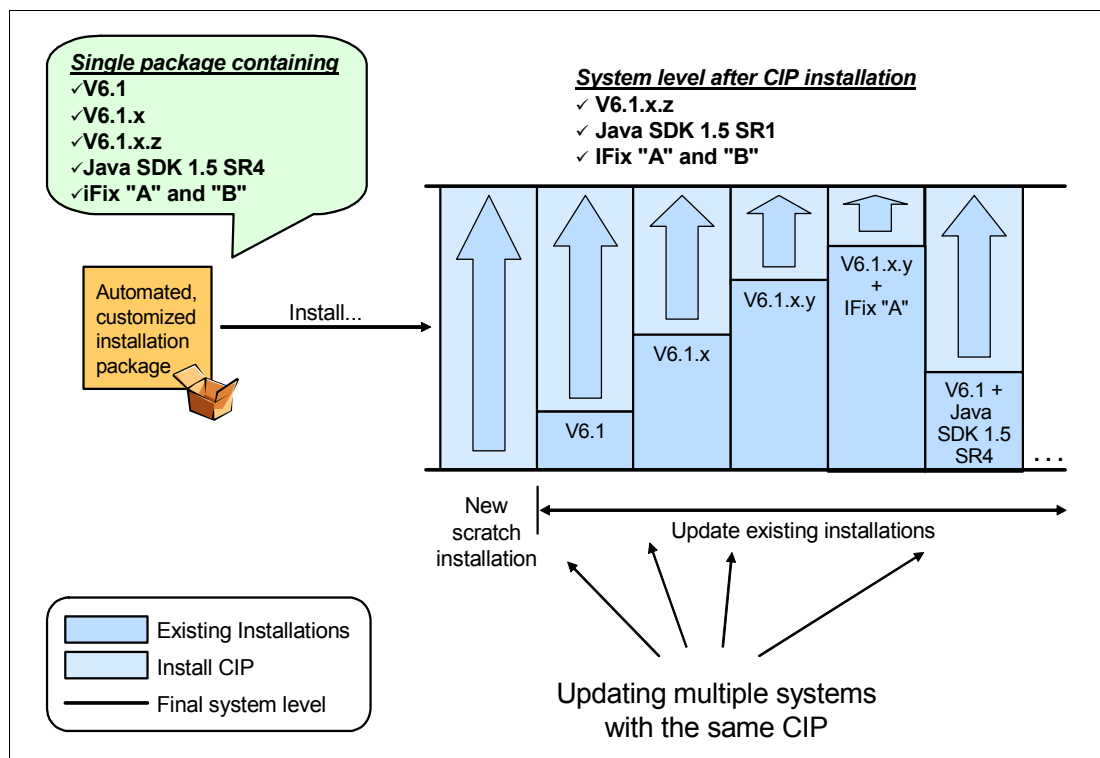 Single package containing
✓V6.1
✓V6.1.x
✓V6.1.x.z
✓Java SDK 1.5 SR4
✓iFix "A" and "B"
System level after CIP installation
✓ V6.1.x.z
✓ Java SDK 1.5 SR1
✓ IFix "A" and "B"
Automated,
customized
installation
package
Install...
V6.1
V6.1.x
V6.1.x.y
V6.1.x.y
+
IFix "A"
V6.1 +
Java
SDK 1.5
SR4
. . .
New
scratch
installation
Update existing installations
Existing Installations
Install CIP
Final system level
Updating multiple systems
with the same CIP